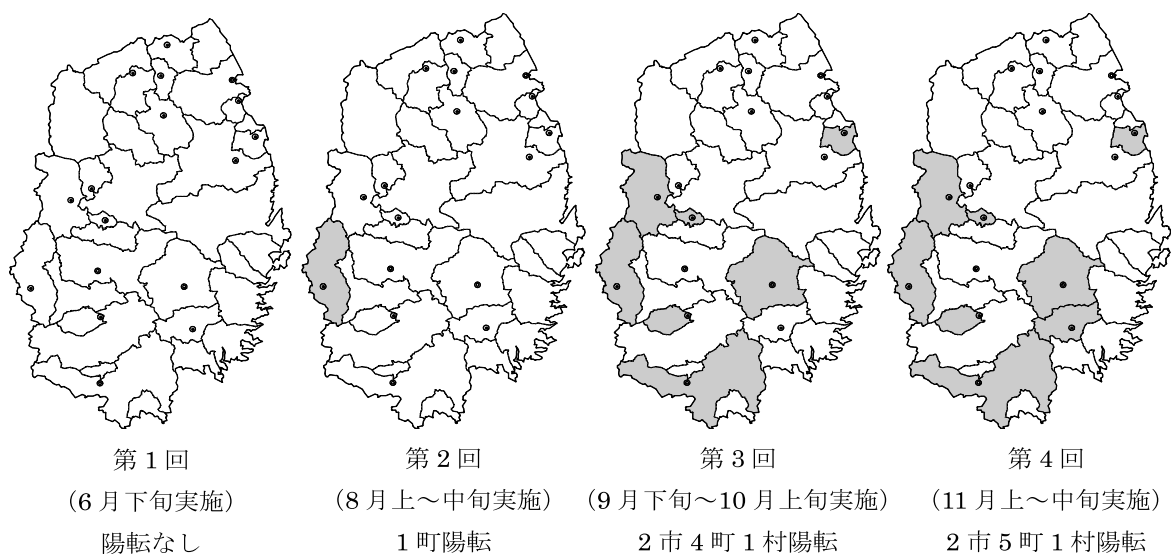 第1回
(6月下旬実施)
陽転なし
第2回
(8月上~中旬実施)
1町陽転
第3回
(9月下旬~10月上旬実施)
2市4町1村陽転
第4回
(11月上~中旬実施)
2市5町1村陽転